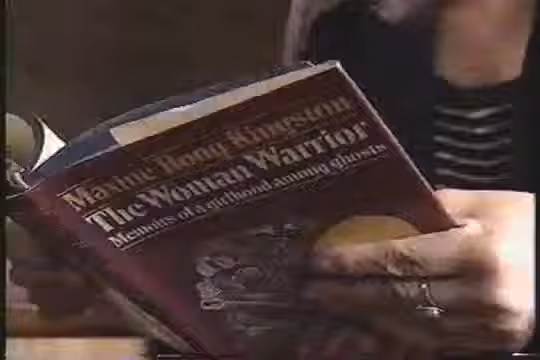 Maxine Hong Kingston
The Woman Warrior
Memoirs of a girlhood among ghosts